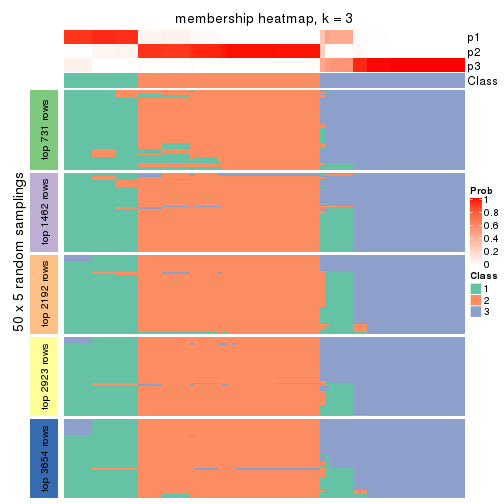 membership heatmap, k = 3
p1
p2
p3
Class
50 x 5 random samplings
top 731 rows
top 1462 rows
top 2192 rows
top 2923 rows
top 3654 rows
Prob
1
0.8
0.6
0.4
0.2
0
Class
1
2
3